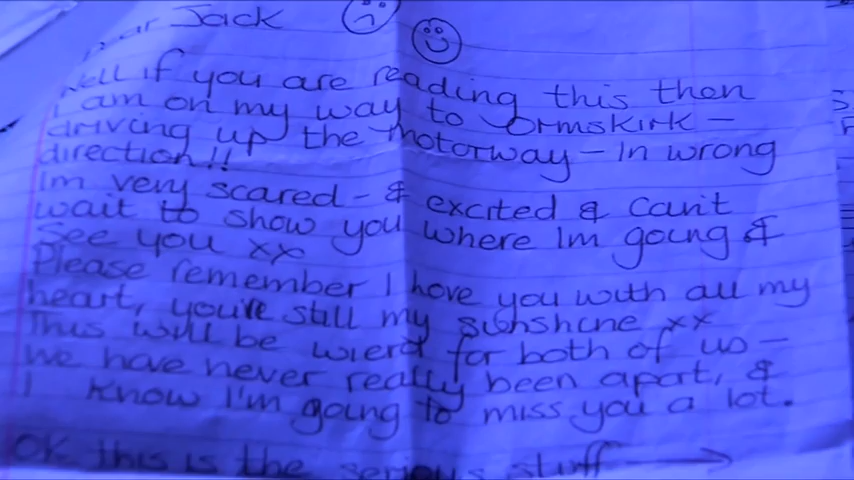 Dear Jack
Well if you are reading this then
I am on my way to Ormskirk -
driving up the motorway - In wrong
direction!!
Im very scared - & excited & can't
wait to show you where Im going &
See you xx
Please remember I love you with all my
heart, you're still my sunshine xx
This will be wierd for both of us -
we have never really been apart, &
I know I'm going to miss you a lot.
OK this is the serious stuff →